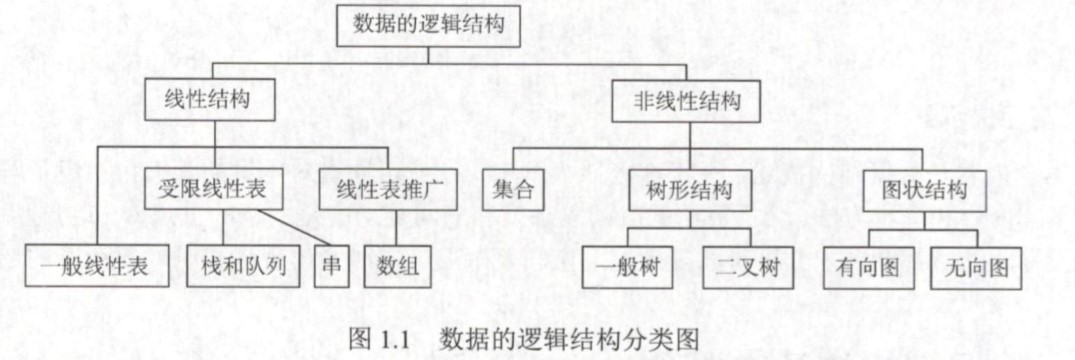 数据的逻辑结构
线性结构 非线性结构
受限线性表 线性表推广 集合 树形结构 图状结构
一般线性表 栈和队列 串 数组 一般树 二叉树 有向图 无向图
图 1.1 数据的逻辑结构分类图